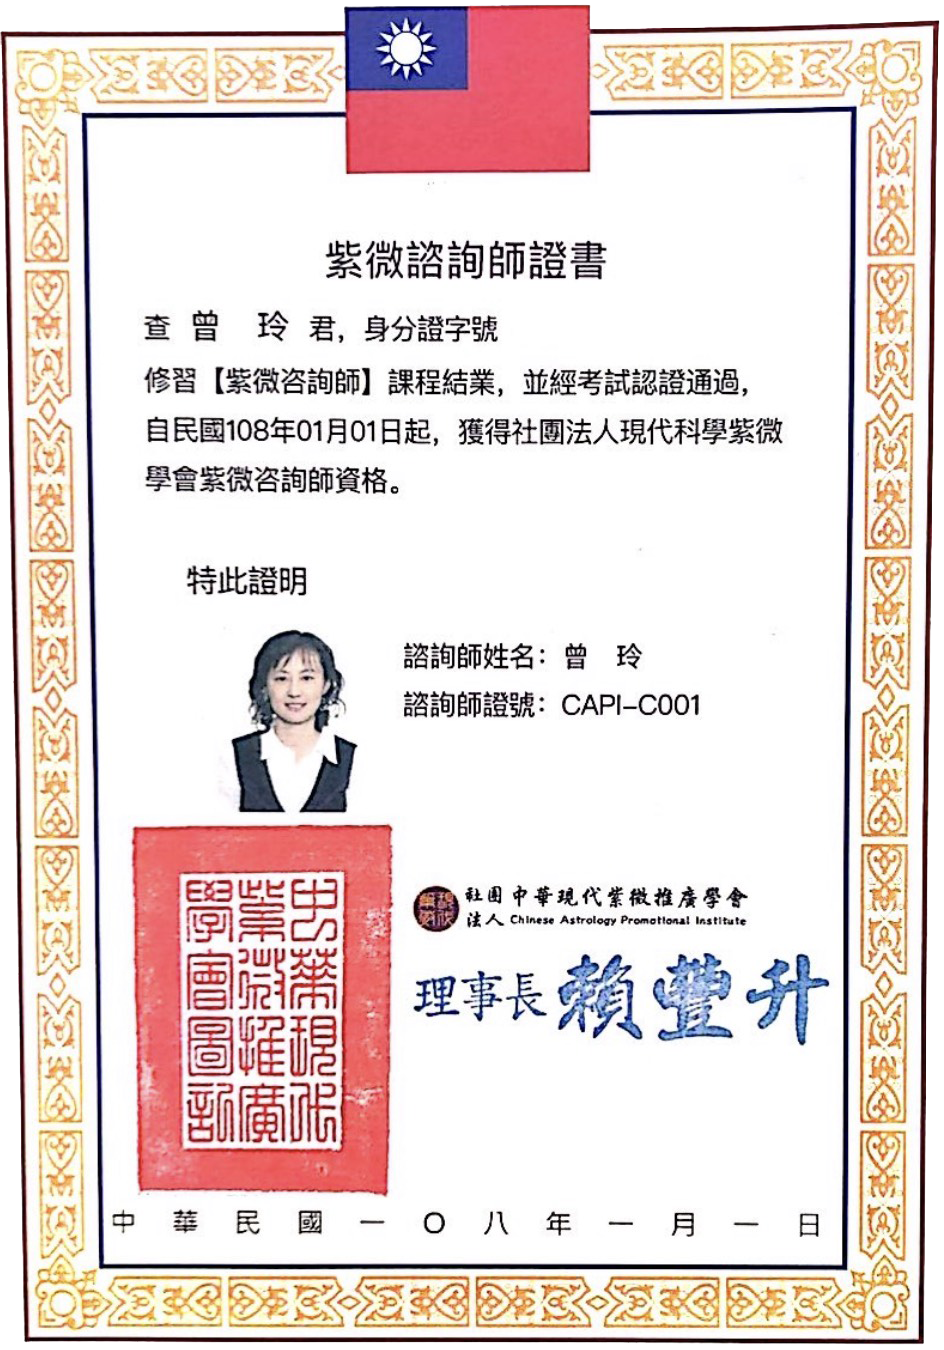 紫微諮詢師證書
查 曾 玲 君，身分證字號
修習【紫微咨詢師】課程結業，並經考試認證通過，
自民國108年01月01日起，獲得社團法人現代科學紫微
學會紫微咨詢師資格。
特此證明
諮詢師姓名：曾 玲
諮詢師證號：CAPI-C001
中華現代紫微推廣學會圖記
社團法人 中華現代紫微推廣學會
Chinese Astrology Promotional Institute
理事長 賴豐升
中華民國一〇八年一月一日